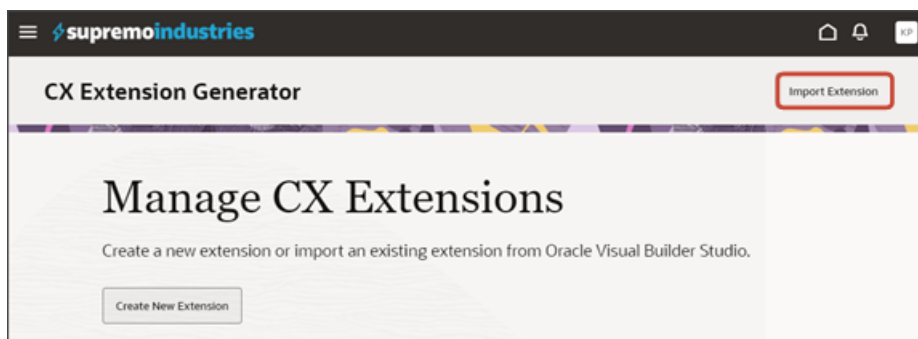 supremoindustries
KP
CX Extension Generator
Import Extension
Manage CX Extensions
Create a new extension or import an existing extension from Oracle Visual Builder Studio.
Create New Extension